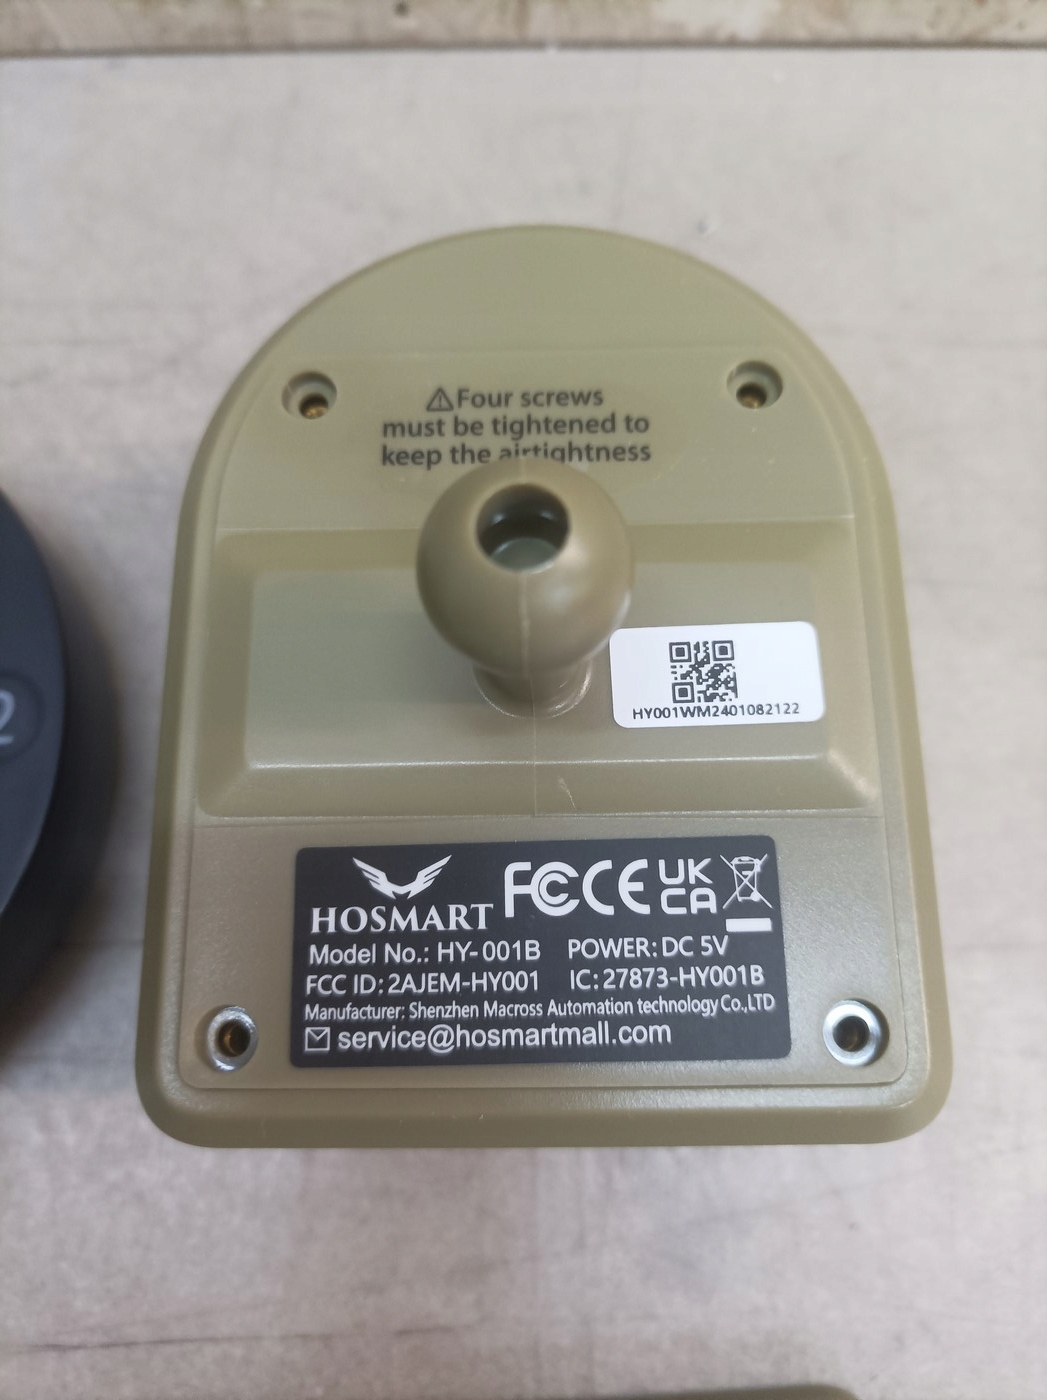 ⚠Four screws
must be tightened to
keep the airtightness
2
HY001WM2401082122
HOSMART
FC CE UK CA
Model No.: HY-001B POWER: DC 5V
FCC ID: 2AJEM-HY001 IC: 27873-HY001B
Manufacturer: Shenzhen Macross Automation technology Co.,LTD
service@hosmartmall.com